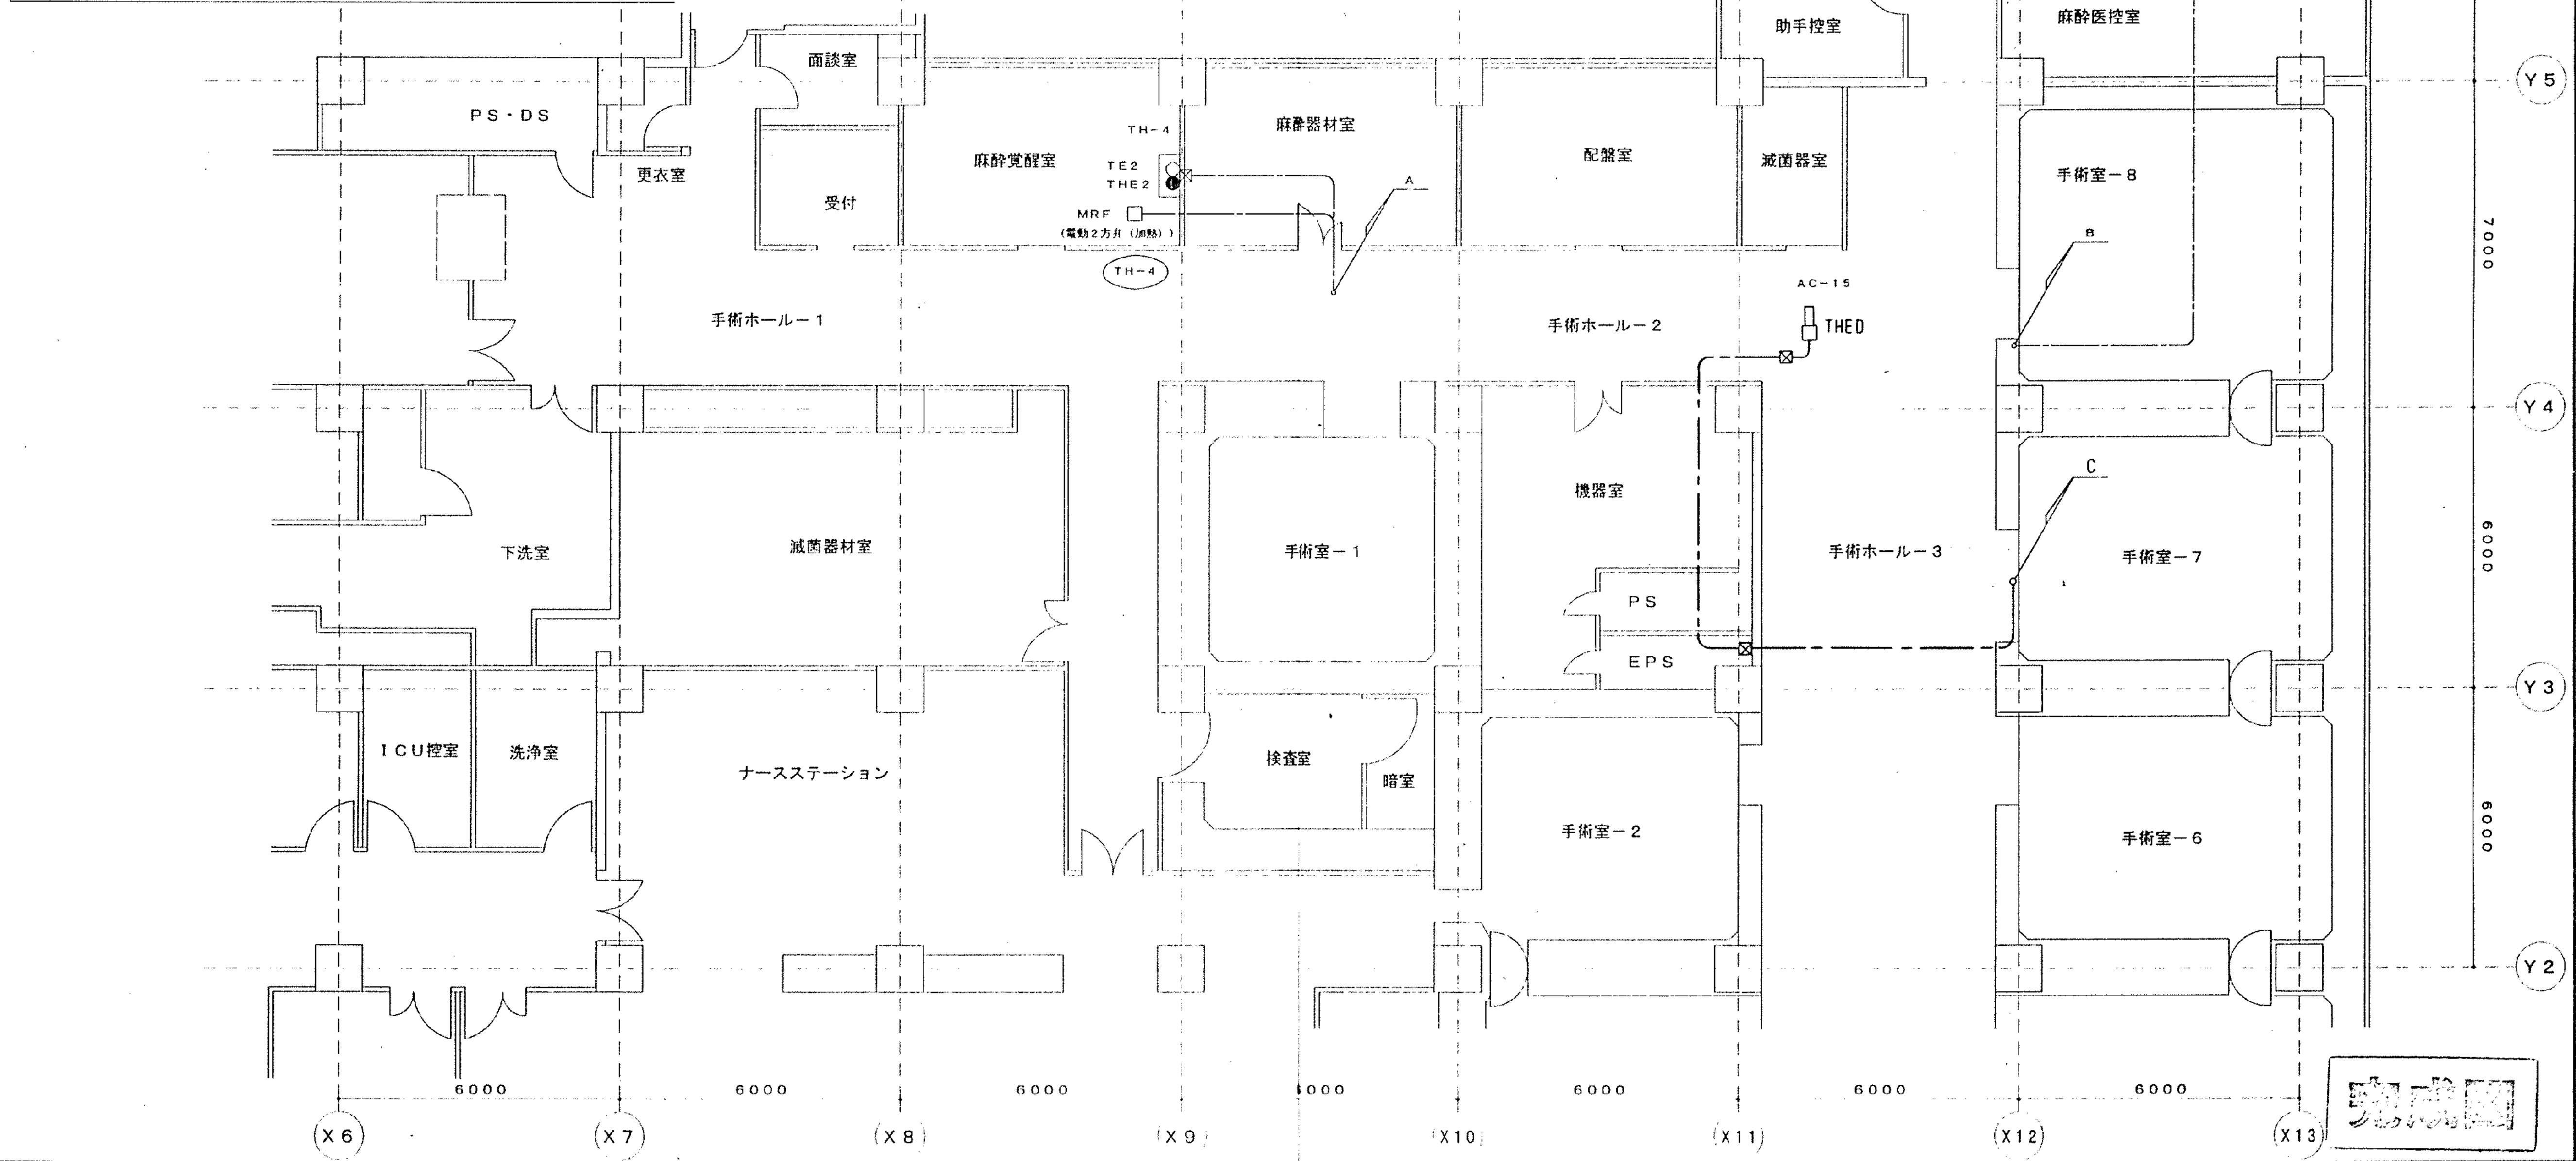 助手控室
麻酔医控室
面談室
Y5
PS・DS
TH-4
麻酔器材室
麻酔覚醒室
TE2
THE2
配盤室
滅菌器室
更衣室
手術室-8
A
受付
MRF
(電動2方弁(加熱))
B
7000
TH-4
AC-15
手術ホール-1
手術ホール-2
THED
Y4
C
機器室
下洗室
滅菌器材室
手術室-1
手術ホール-3
手術室-7
6000
PS
EPS
Y3
ICU控室
洗浄室
ナースステーション
検査室
暗室
手術室-2
手術室-6
6000
Y2
6000
6000
6000
6000
6000
6000
6000
X6
X7
X8
X9
X10
X11
X12
X13
完成図